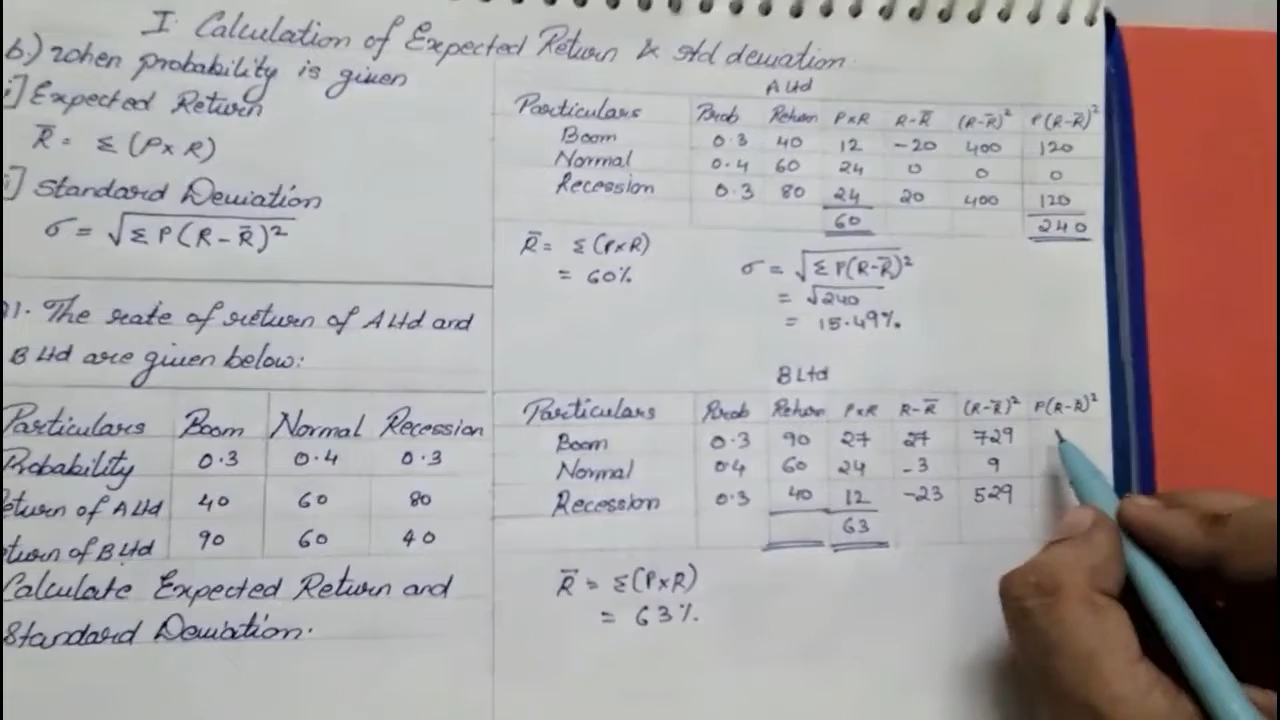 I Calculation of Expected Return & std deviation.
b.) When probability is given
i] Expected Return
R̄ = Σ (P×R)
i] Standard Deviation
σ = √ΣP(R-R̄)²
1. The rate of return of A Ltd and
B Ltd are given below:
Particulars Boom Normal Recession
Probability 0.3 0.4 0.3
eturn of A Ltd 40 60 80
turn of B Ltd 90 60 40
Calculate Expected Return and
Standard Deviation.
A Ltd
Particulars Prob Return P×R R-R̄ (R-R̄)² P(R-R̄)²
Boom 0.3 40 12 -20 400 120
Normal 0.4 60 24 0 0 0
Recession 0.3 80 24 20 400 120
60 240
R̄ = Σ(P×R)
= 60%
σ = √ΣP(R-R̄)²
= √240
= 15.49%
B Ltd
Particulars Prob Return P×R R-R̄ (R-R̄)² P(R-R̄)²
Boom 0.3 90 27 27 729
Normal 0.4 60 24 -3 9
Recession 0.3 40 12 -23 529
63
R̄ = Σ(P×R)
= 63%